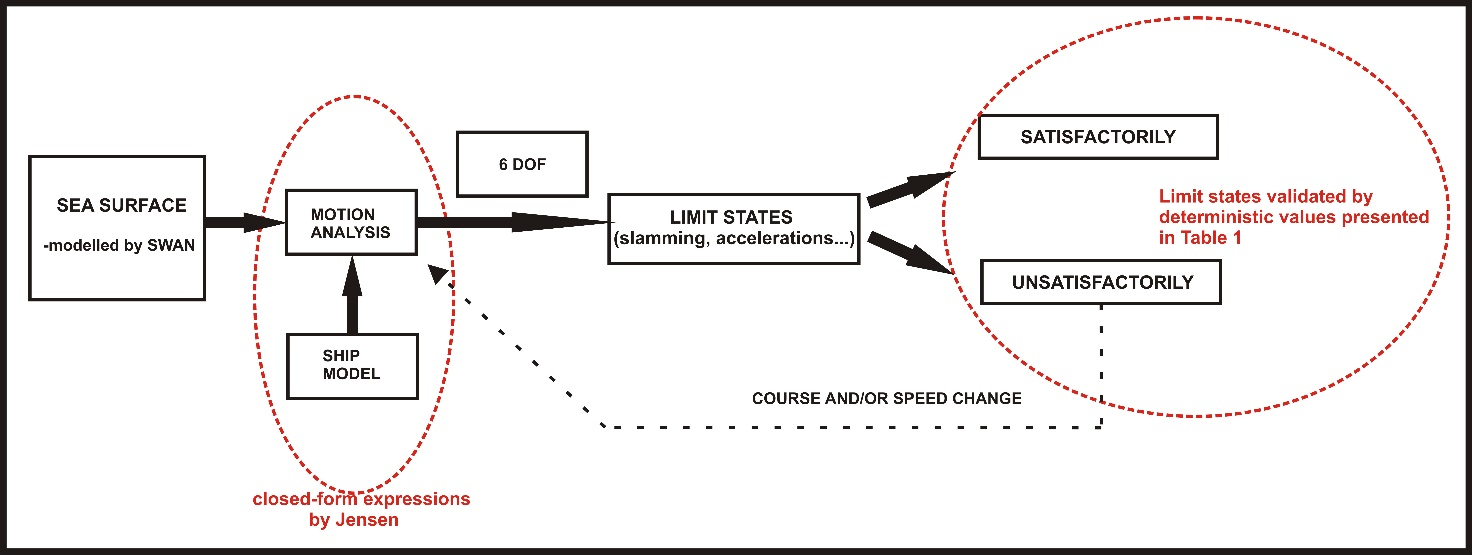 SEA SURFACE
-modelled by SWAN
MOTION
ANALYSIS
SHIP
MODEL
closed-form expressions
by Jensen
6 DOF
LIMIT STATES
(slamming, accelerations...)
SATISFACTORILY
Limit states validated by
deterministic values presented
in Table 1
UNSATISFACTORILY
COURSE AND/OR SPEED CHANGE